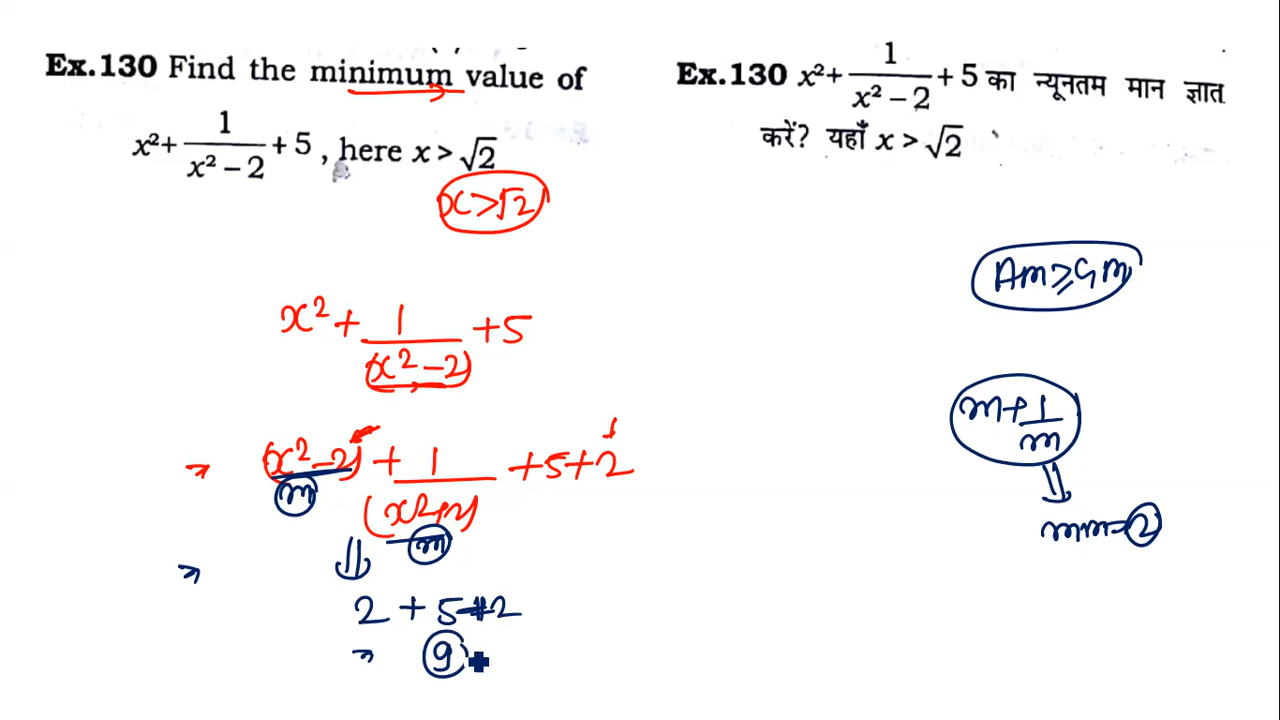 Ex.130 Find the minimum value of
x²+ 1/(x² – 2) + 5 , here x > √2
x>√2
x² + 1/(x² – 2) + 5
(x² – 2) + 1/(x²+2) + 5 + 2
m
m
2 + 5 + 2
9
Ex.130 x²+ 1/(x² – 2) + 5 का न्यूनतम मान ज्ञात
करें? यहाँ x > √2
Am ≥ Gm
m + 1/m
mm = 2